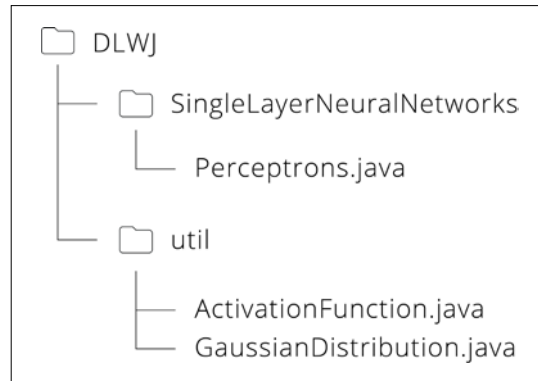 DLWJ
SingleLayerNeuralNetworks
Perceptrons.java
util
ActivationFunction.java
GaussianDistribution.java